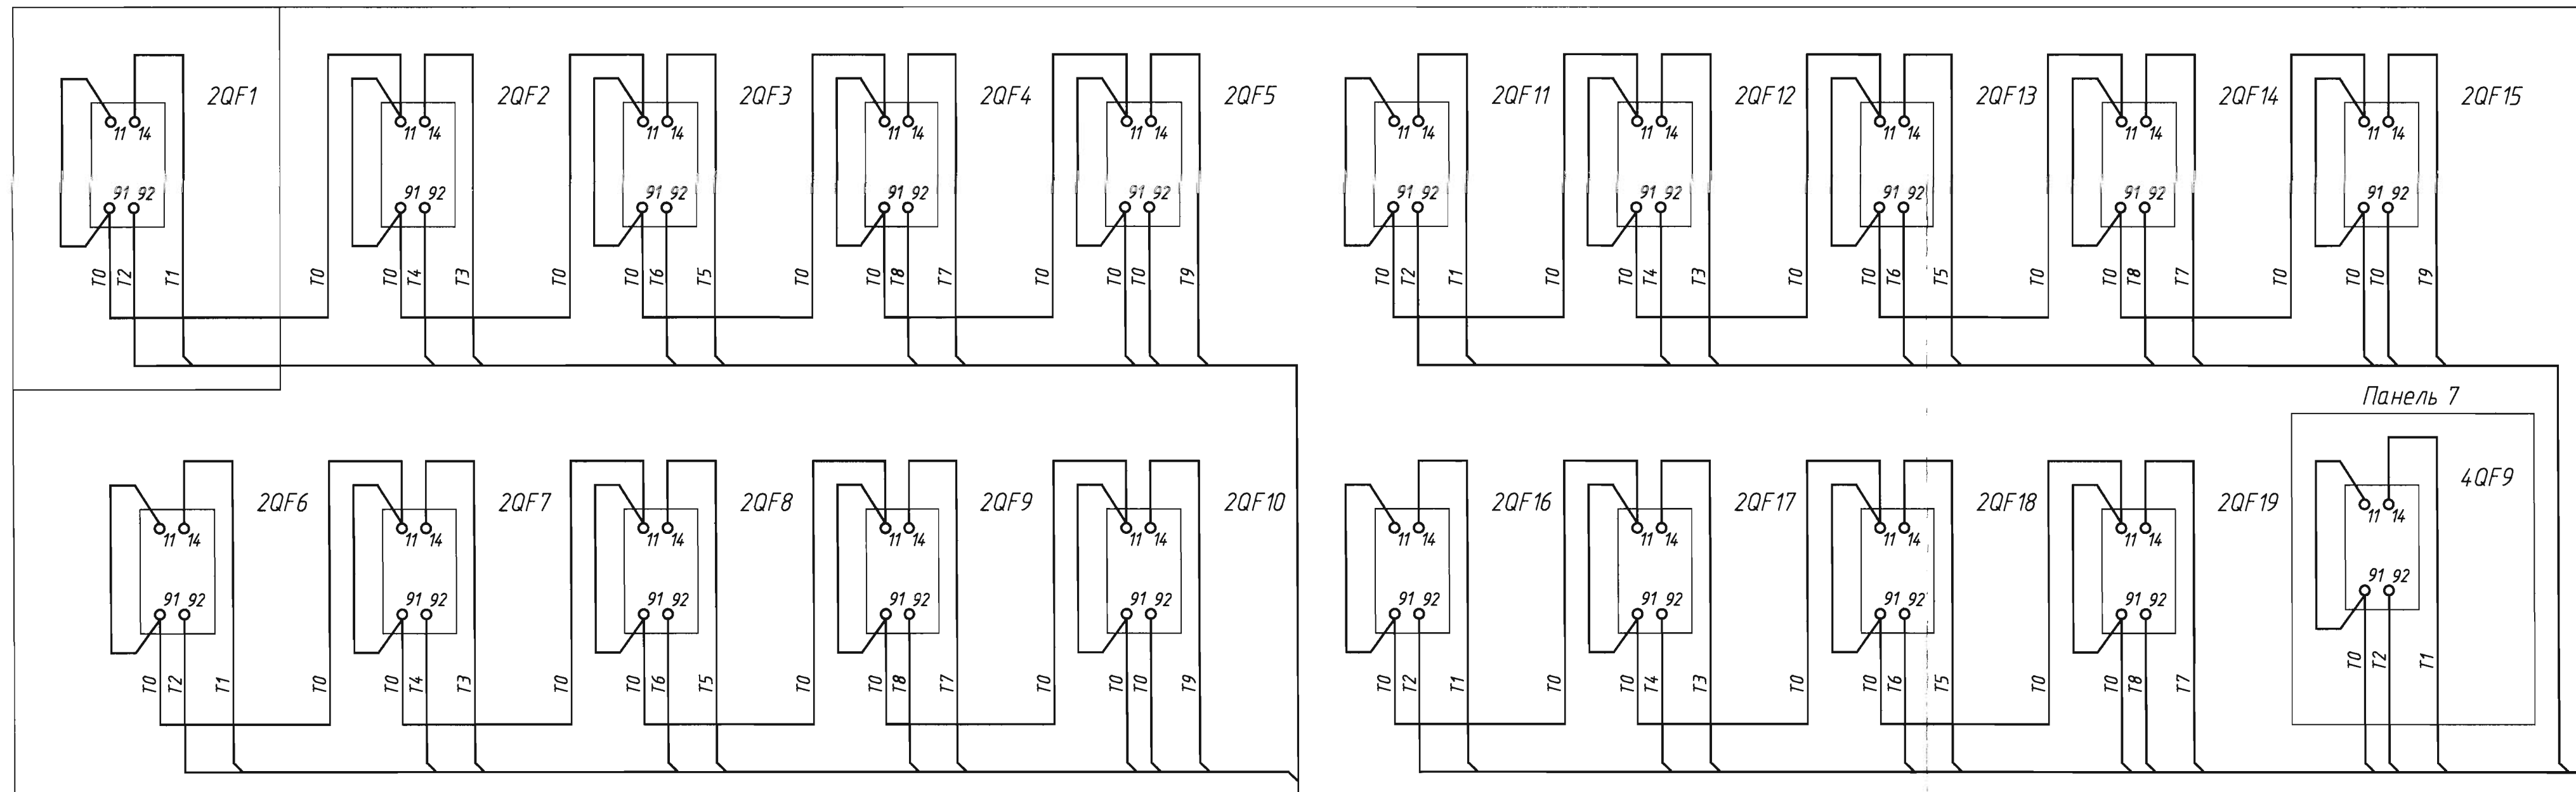 2QF1 2QF2 2QF3 2QF4 2QF5 2QF11 2QF12 2QF13 2QF14 2QF15
11 14 11 14 11 14 11 14 11 14 11 14 11 14 11 14 11 14 11 14
91 92 91 92 91 92 91 92 91 92 91 92 91 92 91 92 91 92 91 92
T0 T2 T1 T0 T0 T4 T3 T0 T0 T6 T5 T0 T0 T8 T7 T0 T0 T0 T9 T0 T2 T1 T0 T0 T4 T3 T0 T0 T6 T5 T0 T0 T8 T7 T0 T0 T0 T9
Панель 7
2QF6 2QF7 2QF8 2QF9 2QF10 2QF16 2QF17 2QF18 2QF19 4QF9
11 14 11 14 11 14 11 14 11 14 11 14 11 14 11 14 11 14 11 14
91 92 91 92 91 92 91 92 91 92 91 92 91 92 91 92 91 92 91 92
T0 T2 T1 T0 T0 T4 T3 T0 T0 T6 T5 T0 T0 T8 T7 T0 T0 T0 T9 T0 T2 T1 T0 T0 T4 T3 T0 T0 T6 T5 T0 T0 T8 T7 T0 T2 T1